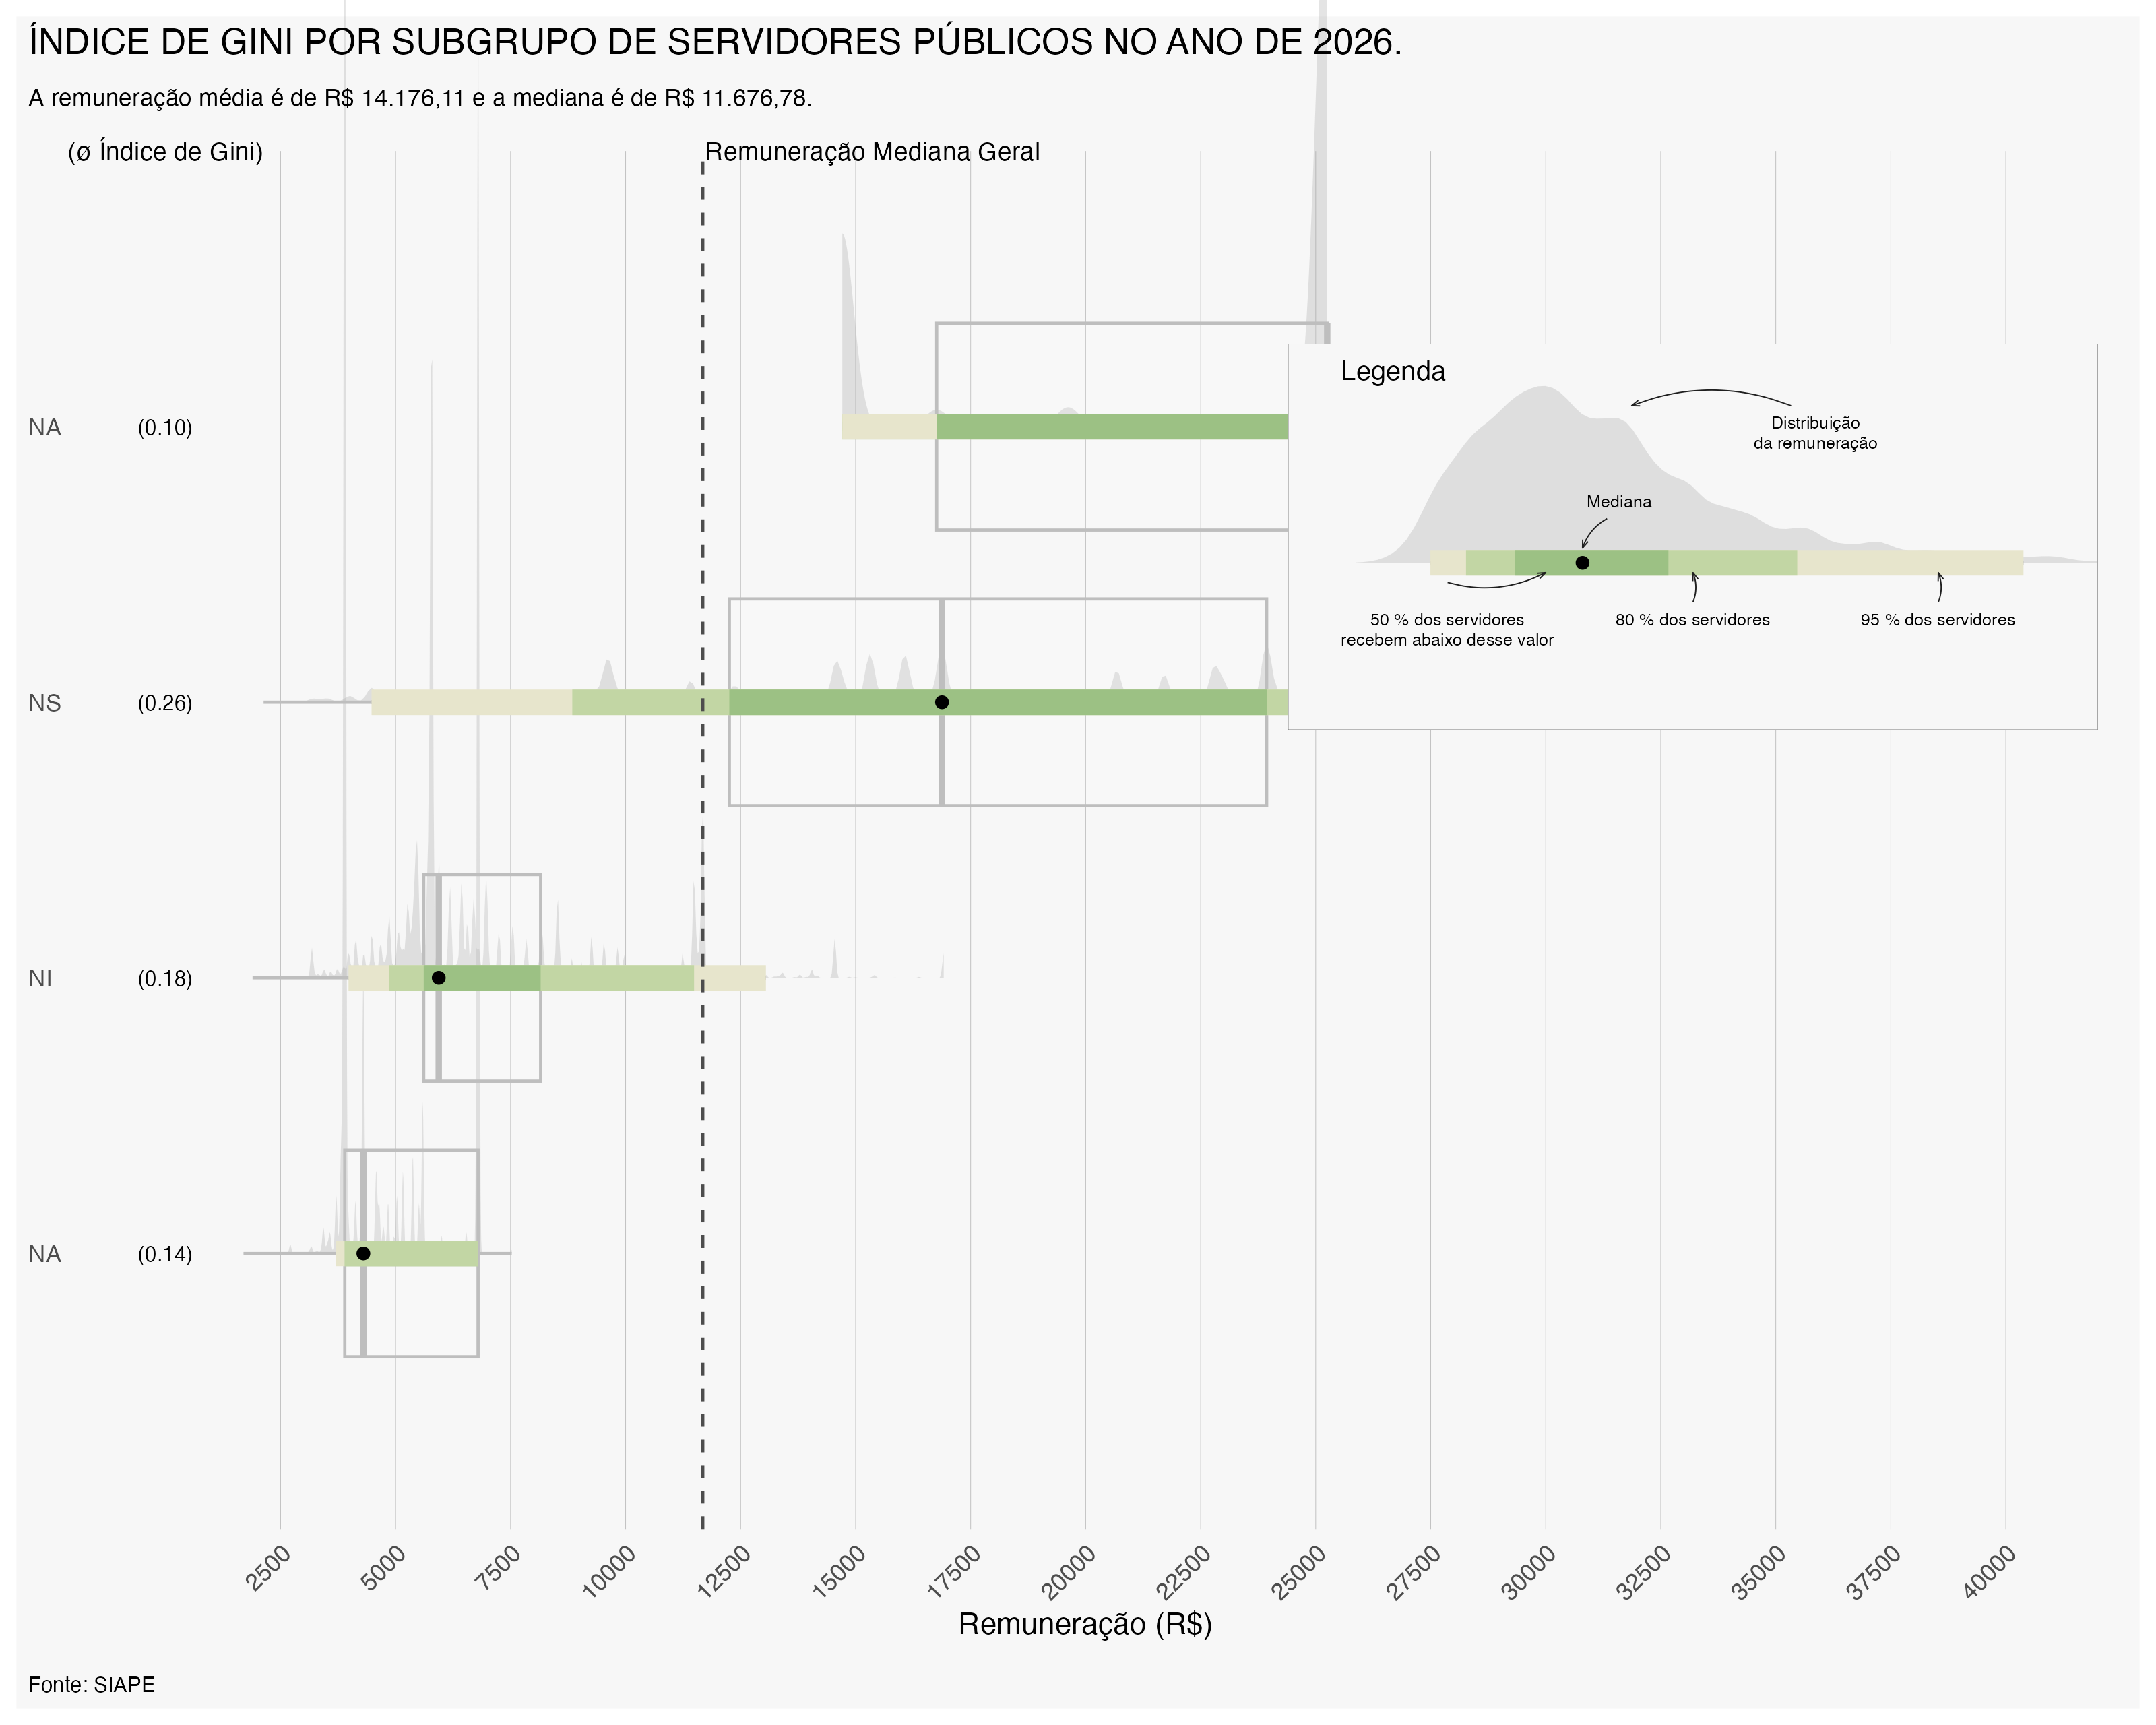 ÍNDICE DE GINI POR SUBGRUPO DE SERVIDORES PÚBLICOS NO ANO DE 2026.
A remuneração média é de R$ 14.176,11 e a mediana é de R$ 11.676,78.
(ø Índice de Gini)
Remuneração Mediana Geral
NA (0.10)
Legenda
Distribuição
da remuneração
Mediana
50 % dos servidores
recebem abaixo desse valor
80 % dos servidores
95 % dos servidores
NS (0.26)
NI (0.18)
NA (0.14)
2500 5000 7500 10000 12500 15000 17500 20000 22500 25000 27500 30000 32500 35000 37500 40000
Remuneração (R$)
Fonte: SIAPE